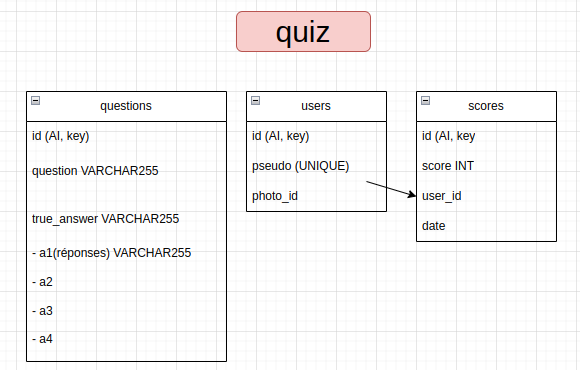 quiz
questions
id (AI, key)
question VARCHAR255
true_answer VARCHAR255
- a1(réponses) VARCHAR255
- a2
- a3
- a4
users
id (AI, key)
pseudo (UNIQUE)
photo_id
scores
id (AI, key
score INT
user_id
date